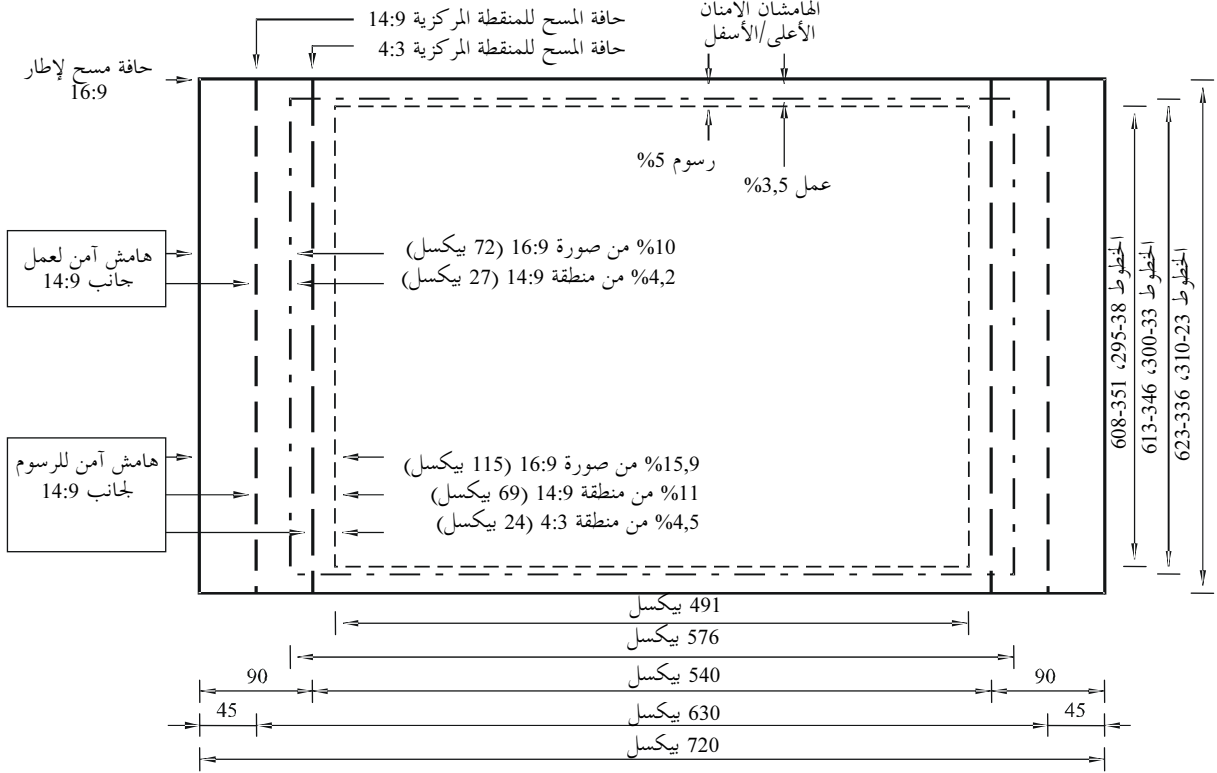 حافة المسح للمنقطة المركزية 14:9
حافة المسح للمنقطة المركزية 4:3
الهامشان الآمنان
الأعلى/الأسفل
حافة مسح لإطار
16:9
رسوم 5%
عمل 3,5%
هامش آمن لعمل
جانب 14:9
10% من صورة 16:9 (72 بيكسل)
4,2% من منطقة 14:9 (27 بيكسل)
هامش آمن للرسوم
لجانب 14:9
15,9% من صورة 16:9 (115 بيكسل)
11% من منطقة 14:9 (69 بيكسل)
4,5% من منطقة 4:3 (24 بيكسل)
الخطوط 38-295، 351-608
الخطوط 33-300، 346-613
الخطوط 23-310، 336-623
491 بيكسل
576 بيكسل
90
540 بيكسل
90
45
630 بيكسل
45
720 بيكسل